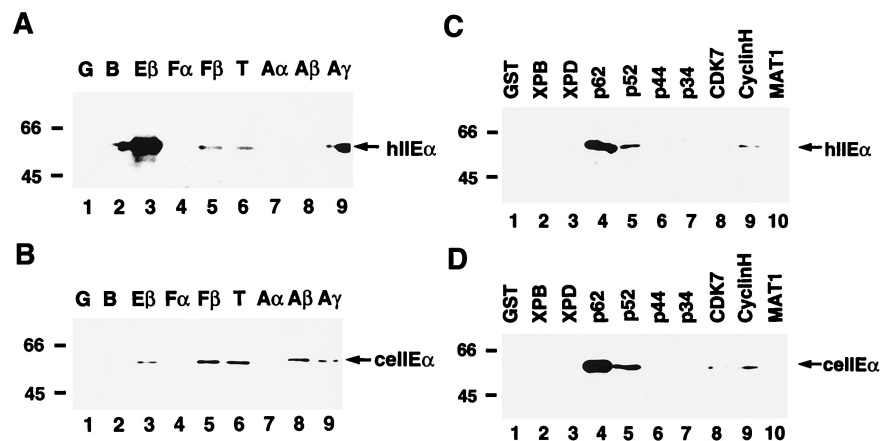 A
G B Eβ Fα Fβ T Aα Aβ Aγ
66
hIIEα
45
1 2 3 4 5 6 7 8 9
B
G B Eβ Fα Fβ T Aα Aβ Aγ
66
ceIIEα
45
1 2 3 4 5 6 7 8 9
C
GST XPB XPD p62 p52 p44 p34 CDK7 CyclinH MAT1
66
hIIEα
45
1 2 3 4 5 6 7 8 9 10
D
GST XPB XPD p62 p52 p44 p34 CDK7 CyclinH MAT1
66
ceIIEα
45
1 2 3 4 5 6 7 8 9 10